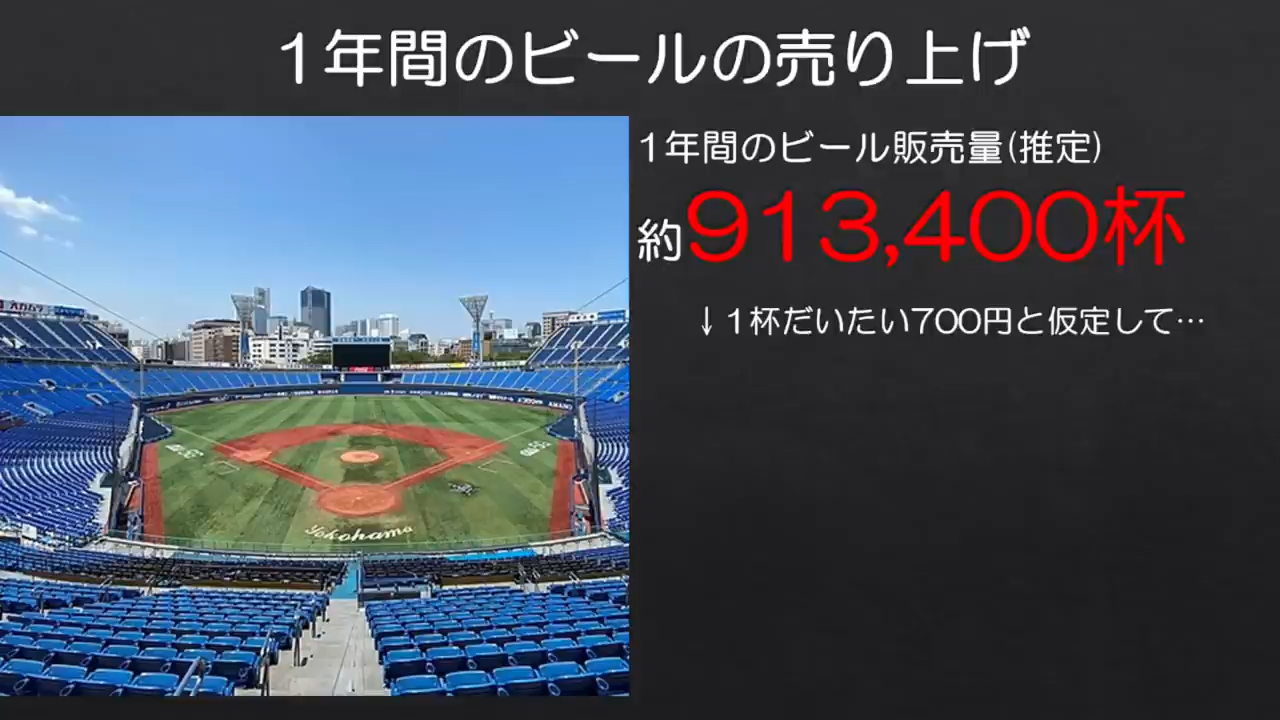 1年間のビールの売り上げ
1年間のビール販売量(推定)
約913,400杯
↓1杯だいたい700円と仮定して…
Yokohama